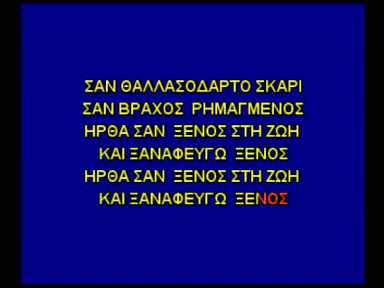 ΣΑΝ ΘΑΛΛΑΣΟΔΑΡΤΟ ΣΚΑΡΙ
ΣΑΝ ΒΡΑΧΟΣ ΡΗΜΑΓΜΕΝΟΣ
ΗΡΘΑ ΣΑΝ ΞΕΝΟΣ ΣΤΗ ΖΩΗ
ΚΑΙ ΞΑΝΑΦΕΥΓΩ ΞΕΝΟΣ
ΗΡΘΑ ΣΑΝ ΞΕΝΟΣ ΣΤΗ ΖΩΗ
ΚΑΙ ΞΑΝΑΦΕΥΓΩ ΞΕΝΟΣ